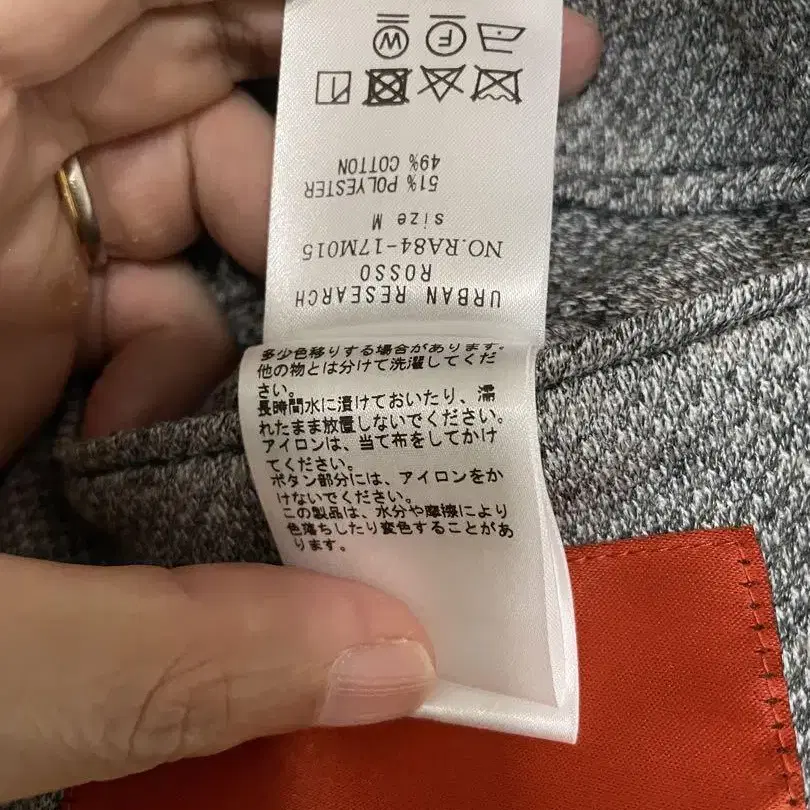 URBAN RESEARCH
ROSSO
NO.RA84-17M015
size M
51% POLYESTER
49% COTTON
F
W
多少色移りする場合があります。
他の物とは分けて洗濯してくだ
さい。
長時間水に漬けておいたり、濡
れたまま放置しないでください。
アイロンは、当て布をしてかけ
てください。
ボタン部分には、アイロンをか
けないでください。
この製品は、水分や摩擦により
色落ちしたり変色することがあ
ります。